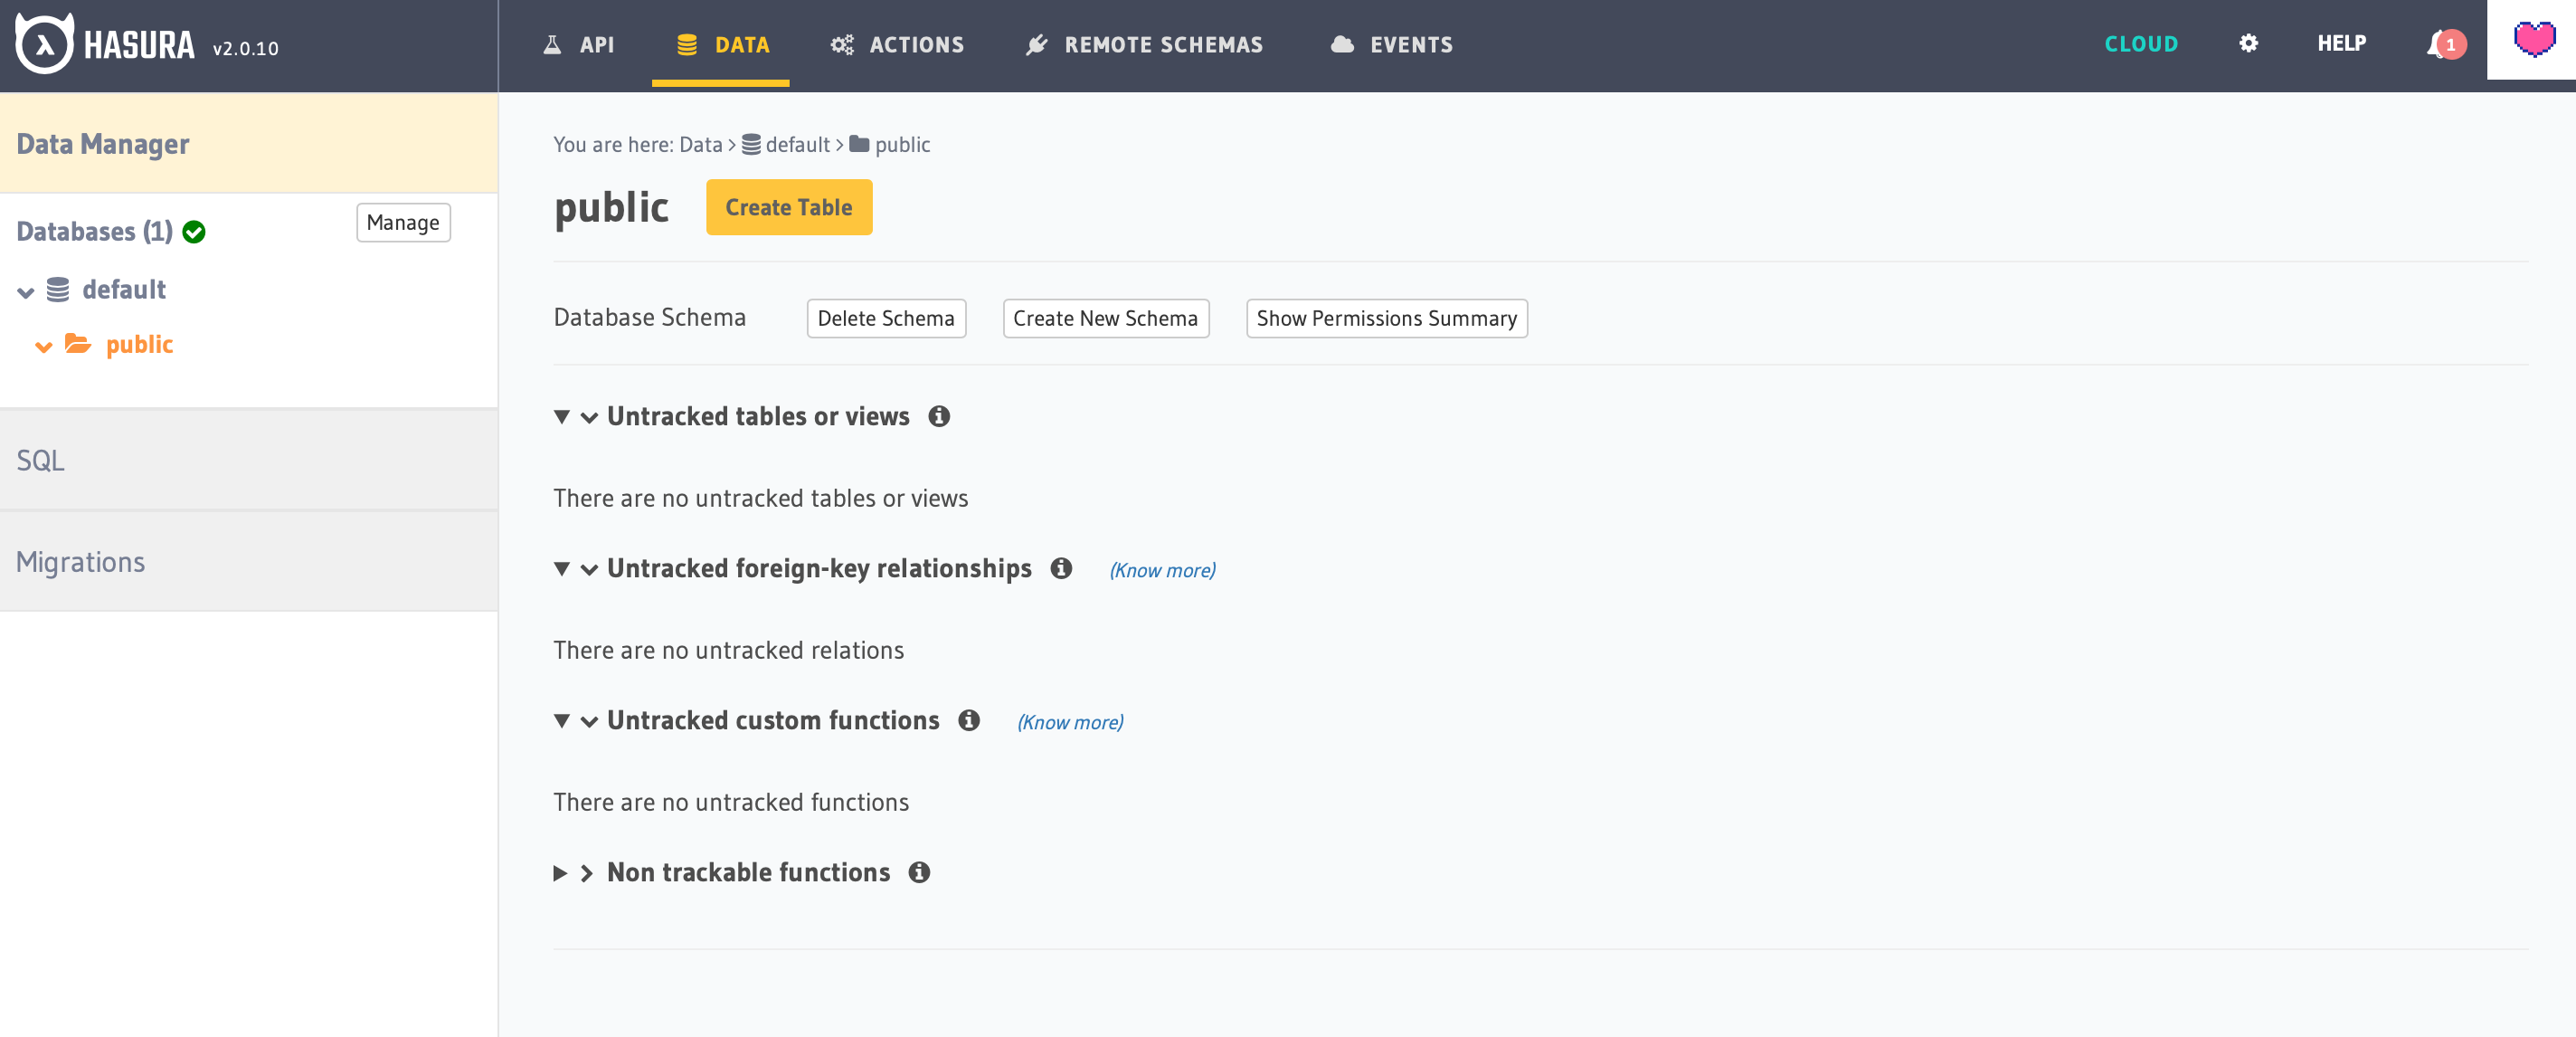 HASURA v2.0.10
API DATA ACTIONS REMOTE SCHEMAS EVENTS CLOUD HELP 1
Data Manager
Databases (1) Manage
default
public
SQL
Migrations
You are here: Data > default > public
public Create Table
Database Schema Delete Schema Create New Schema Show Permissions Summary
Untracked tables or views
There are no untracked tables or views
Untracked foreign-key relationships (Know more)
There are no untracked relations
Untracked custom functions (Know more)
There are no untracked functions
Non trackable functions